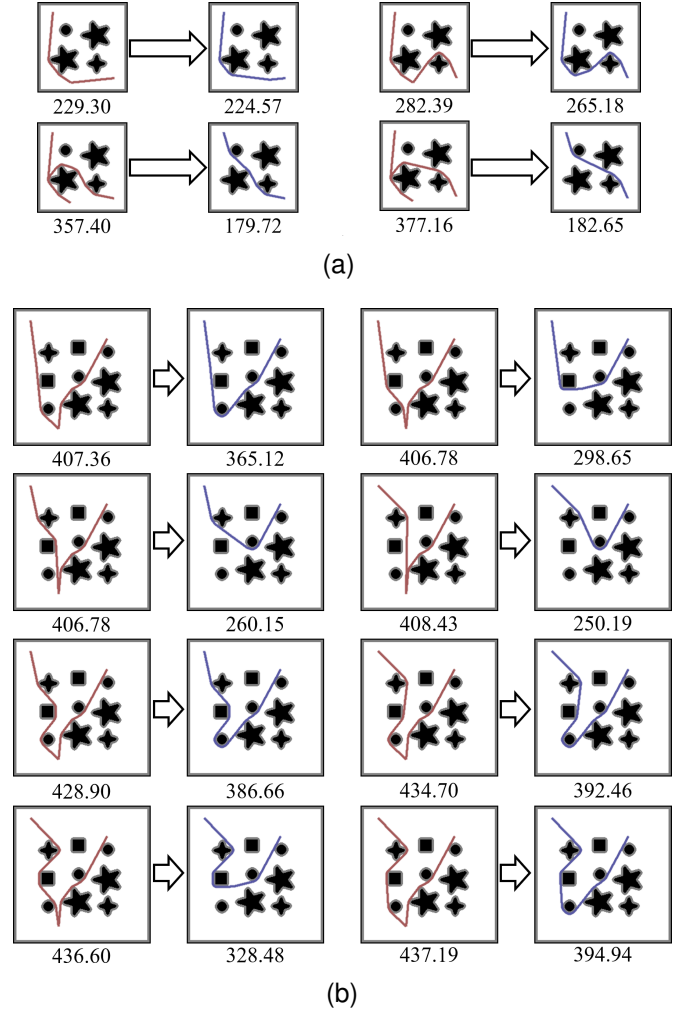 229.30 224.57 282.39 265.18
357.40 179.72 377.16 182.65
(a)
407.36 365.12 406.78 298.65
406.78 260.15 408.43 250.19
428.90 386.66 434.70 392.46
436.60 328.48 437.19 394.94
(b)